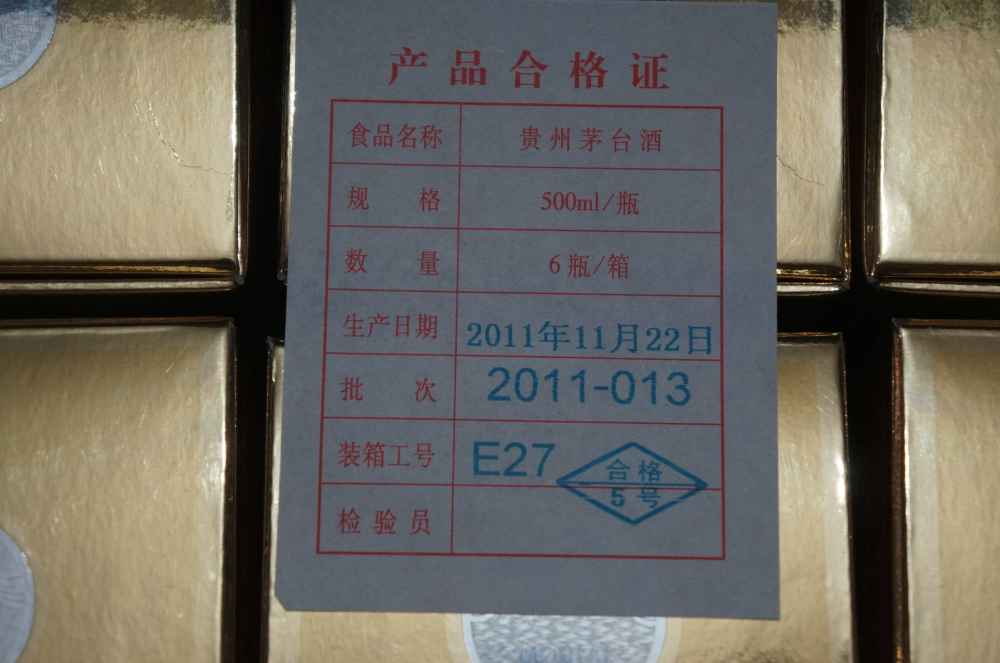 产品合格证
食品名称 贵州茅台酒
规 格 500ml/瓶
数 量 6瓶/箱
生产日期 2011年11月22日
批 次 2011-013
装箱工号 E27
合格
5号
检验员